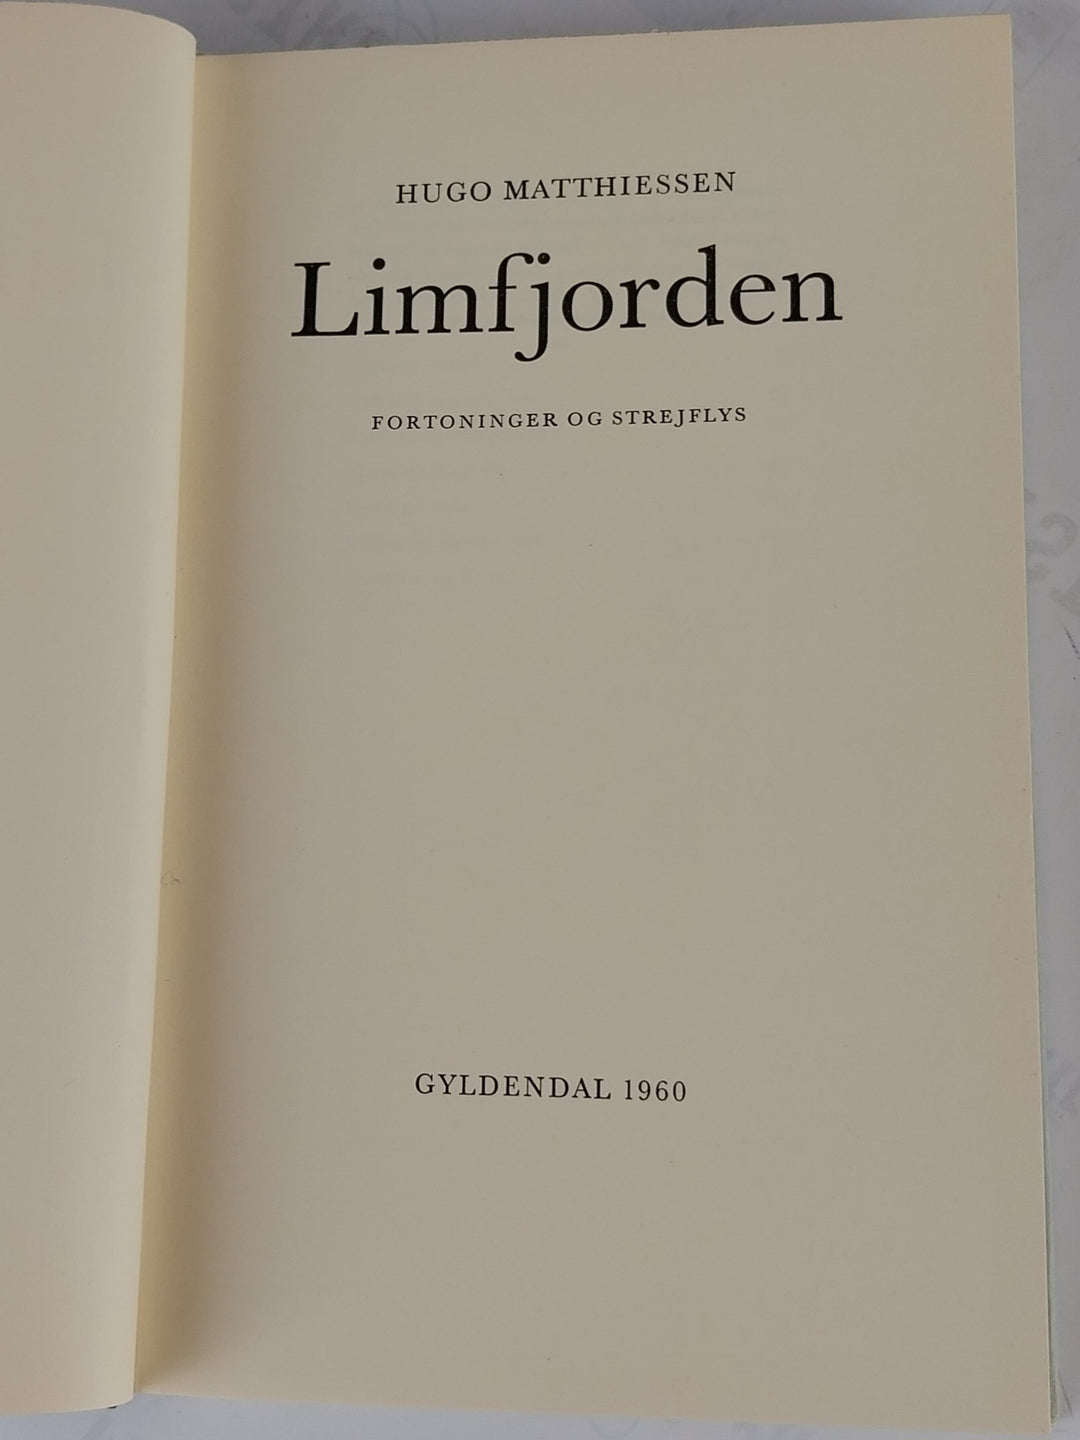 HUGO MATTHIESSEN
Limfjorden
FORTONINGER OG STREJFLYS
GYLDENDAL 1960